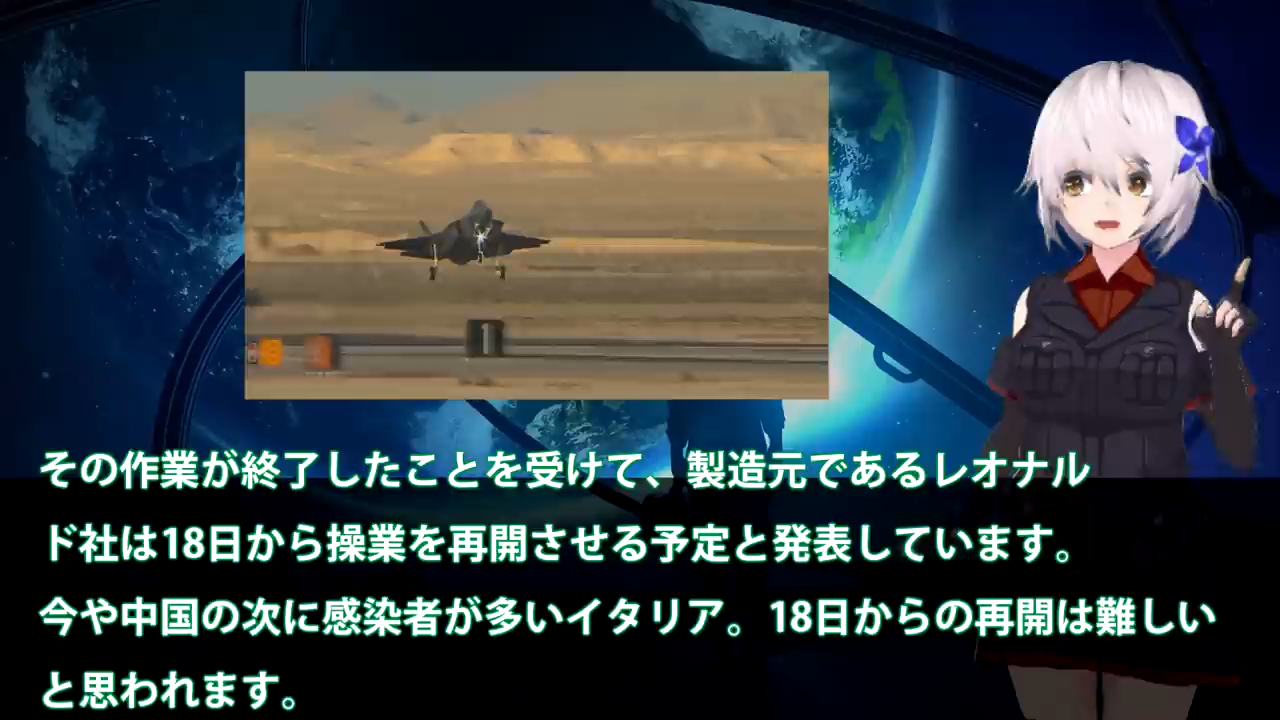 その作業が終了したことを受けて、製造元であるレオナル
ド社は18日から操業を再開させる予定と発表しています。
今や中国の次に感染者が多いイタリア。18日からの再開は難しい
と思われます。